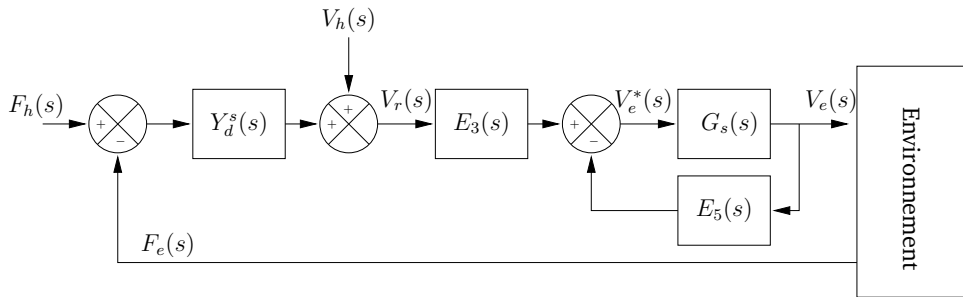 V_h(s)
F_h(s)
+
−
Y_d^s(s)
+
+
V_r(s)
E_3(s)
+
−
V_e^*(s)
G_s(s)
V_e(s)
E_5(s)
F_e(s)
Environnement